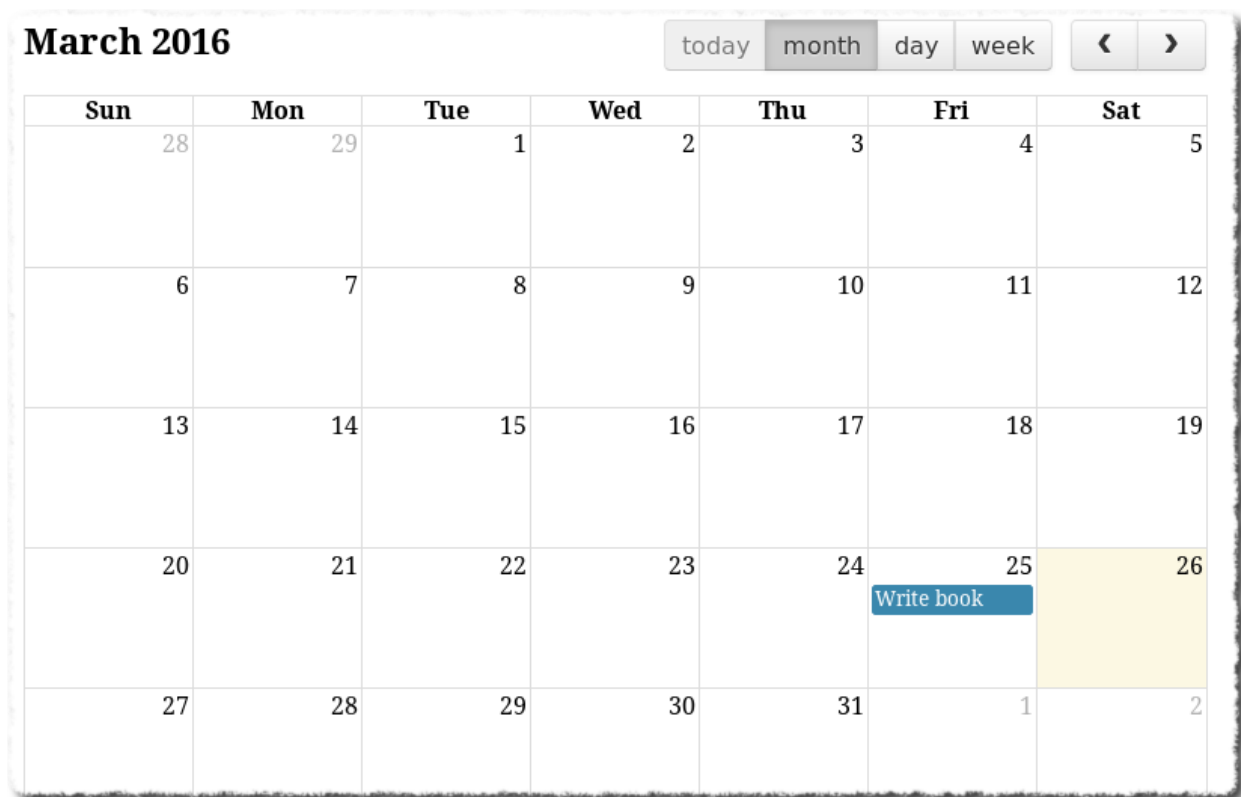 March 2016 today month day week ‹ ›
Sun Mon Tue Wed Thu Fri Sat
28 29 1 2 3 4 5
6 7 8 9 10 11 12
13 14 15 16 17 18 19
20 21 22 23 24 25 26
Write book
27 28 29 30 31 1 2